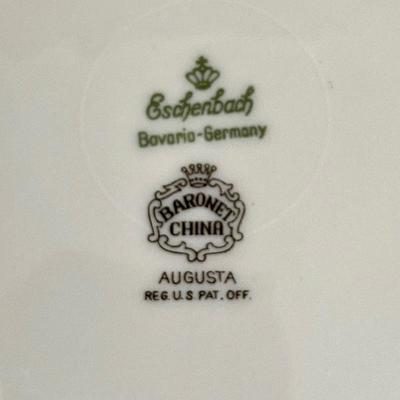 Eschenbach
Bavaria-Germany
BARONET
CHINA
AUGUSTA
REG. U.S. PAT. OFF.